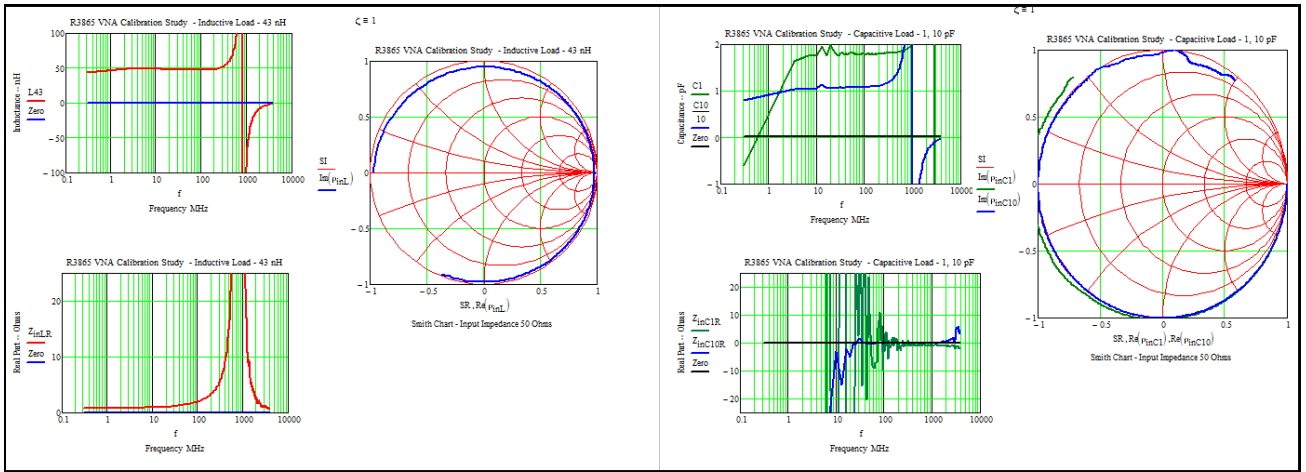 R3865 VNA Calibration Study - Inductive Load - 43 nH
Inductance -- nH
L43
Zero
100
50
0
-50
-100
0.1 1 10 100 1000 10000
f
Frequency MHz
ζ ≡ 1
R3865 VNA Calibration Study - Inductive Load - 43 nH
SI
Im(ρinL)
1
0.5
0
-0.5
-1
-1 -0.5 0 0.5 1
SR , Re(ρinL)
Smith Chart - Input Impedance 50 Ohms
R3865 VNA Calibration Study - Inductive Load - 43 nH
Real Part -- Ohms
ZinLR
Zero
20
10
0
0.1 1 10 100 1000 10000
f
Frequency MHz
R3865 VNA Calibration Study - Capacitive Load - 1, 10 pF
Capacitance -- pF
C1
C10
10
Zero
2
1
0
-1
0.1 1 10 100 1000 10000
f
Frequency MHz
ζ ≡ 1
R3865 VNA Calibration Study - Capacitive Load - 1, 10 pF
SI
Im(ρinC1)
Im(ρinC10)
1
0.5
0
-0.5
-1
-1 -0.5 0 0.5 1
SR , Re(ρinC1) , Re(ρinC10)
Smith Chart - Input Impedance 50 Ohms
R3865 VNA Calibration Study - Capacitive Load - 1, 10 pF
Real Part -- Ohms
ZinC1R
ZinC10R
Zero
20
10
0
-10
-20
0.1 1 10 100 1000 10000
f
Frequency MHz